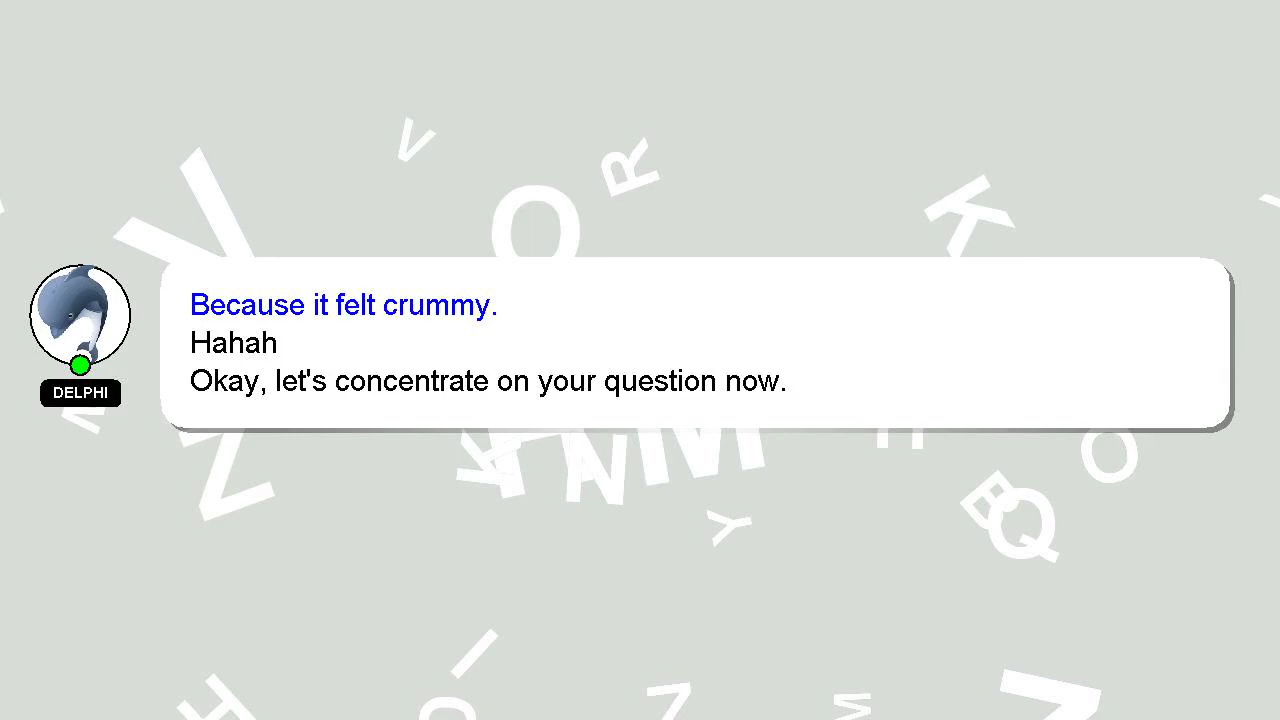 Because it felt crummy.
Hahah
Okay, let's concentrate on your question now.
DELPHI